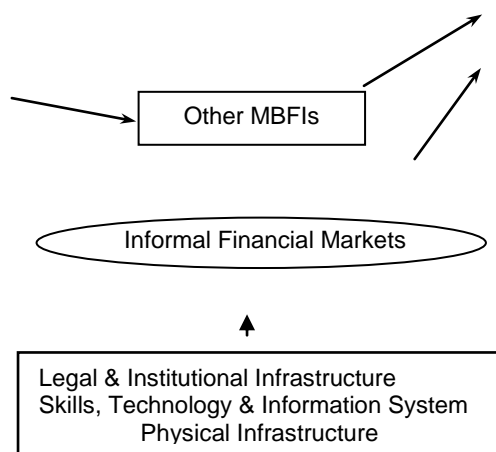 Other MBFIs
Informal Financial Markets
Legal & Institutional Infrastructure
Skills, Technology & Information System
Physical Infrastructure